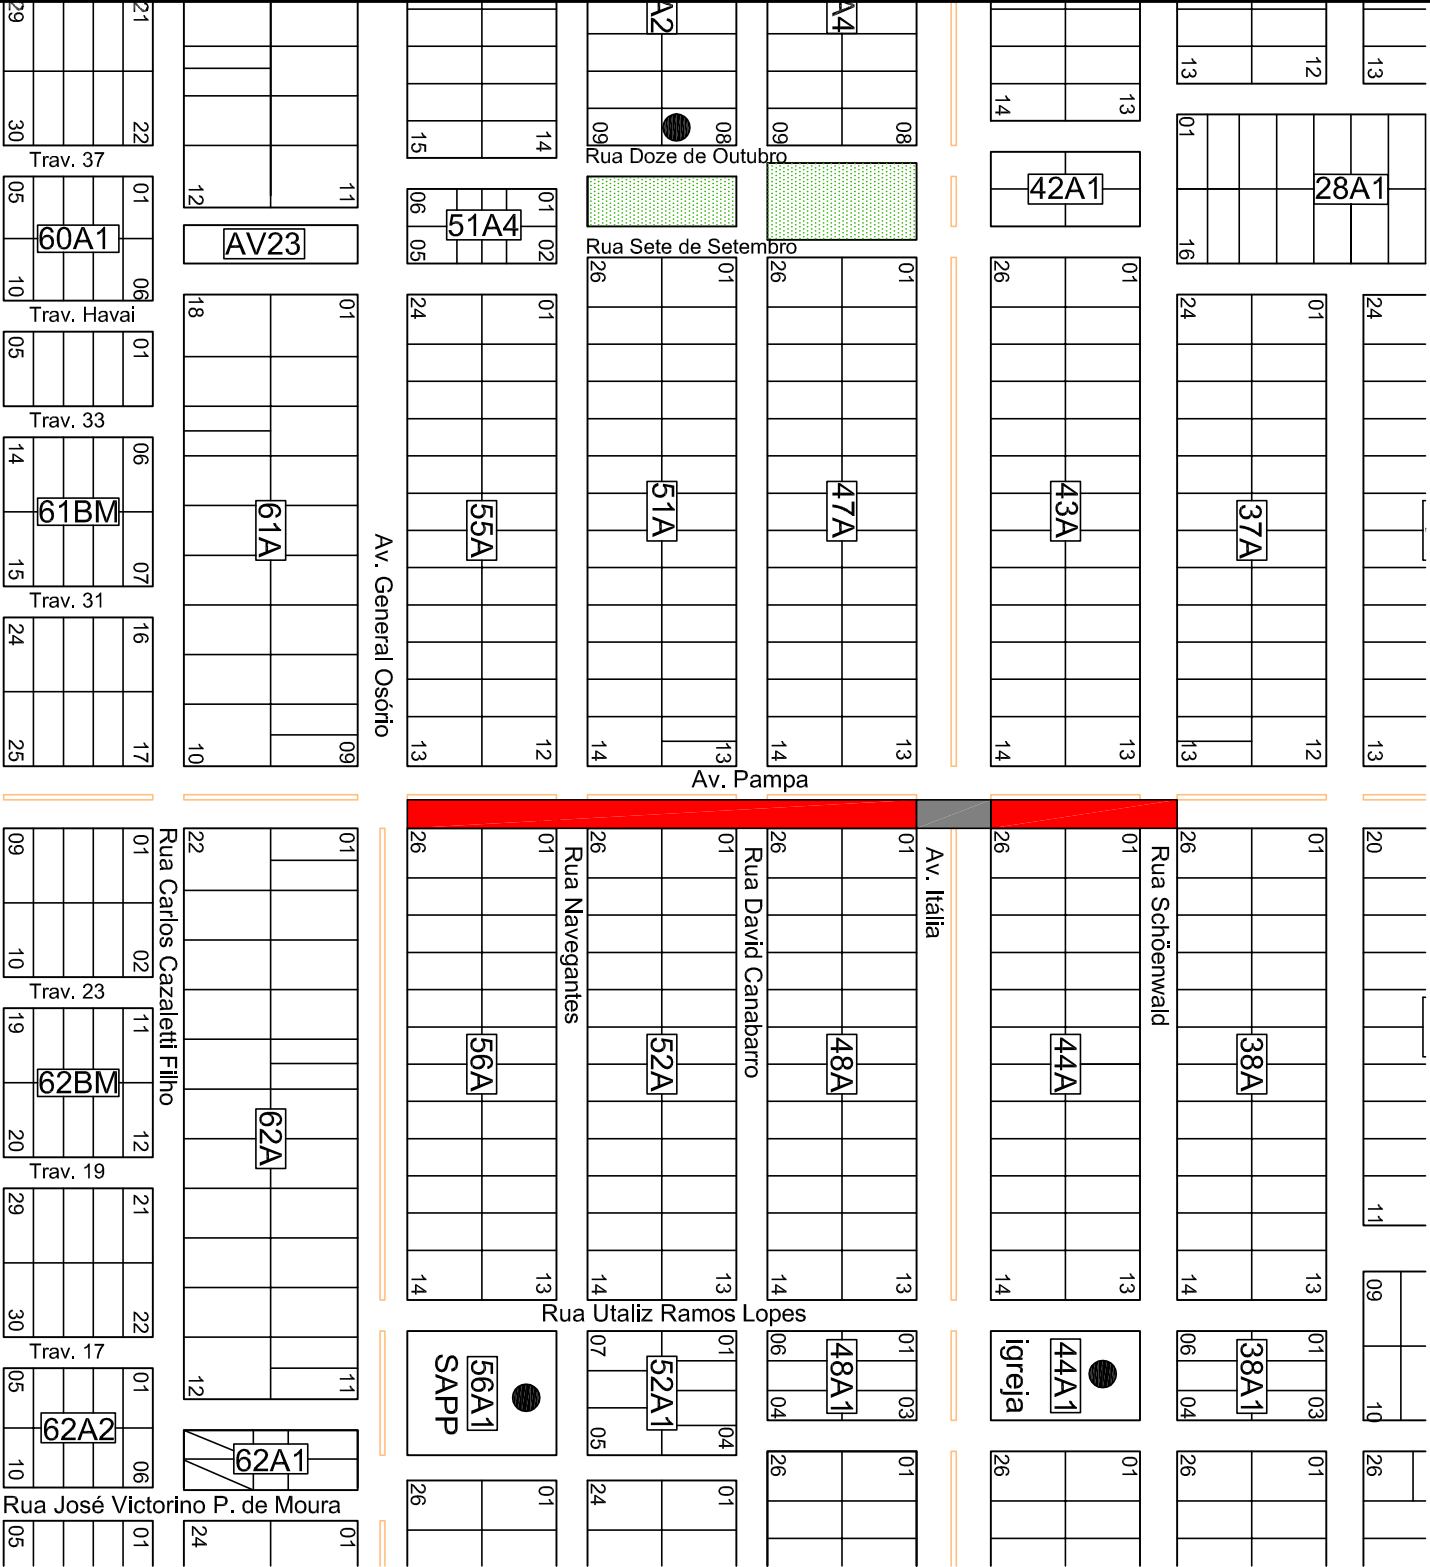 29
21
A2
A4
13
12
13
14
13
30
22
12
11
15
14
09
08
09
08
01
16
Trav. 37
Rua Doze de Outubro
05
01
60A1
10
06
AV23
06
01
51A4
05
02
42A1
28A1
Rua Sete de Setembro
Trav. Havai
18
01
24
01
26
01
26
01
26
01
24
01
24
05
01
Trav. 33
14
06
61BM
15
07
Trav. 31
61A
Av. General Osório
55A
51A
47A
43A
37A
24
16
25
17
10
09
13
12
14
13
14
13
14
13
13
12
13
Av. Pampa
09
01
10
02
Rua Carlos Cazaletti Filho
22
01
26
01
Rua Navegantes
26
01
Rua David Canabarro
26
01
Av. Itália
26
01
Rua Schöenwald
26
01
20
Trav. 23
19
11
62BM
20
12
Trav. 19
62A
56A
52A
48A
44A
38A
29
21
30
22
11
14
13
14
13
14
13
14
13
14
13
09
10
Rua Utaliz Ramos Lopes
Trav. 17
05
01
62A2
10
06
12
11
62A1
56A1
SAPP
07
01
52A1
05
04
06
01
48A1
04
03
44A1
igreja
06
01
38A1
04
03
Rua José Victorino P. de Moura
05
01
24
01
26
01
24
01
26
01
26
01
26
01
26